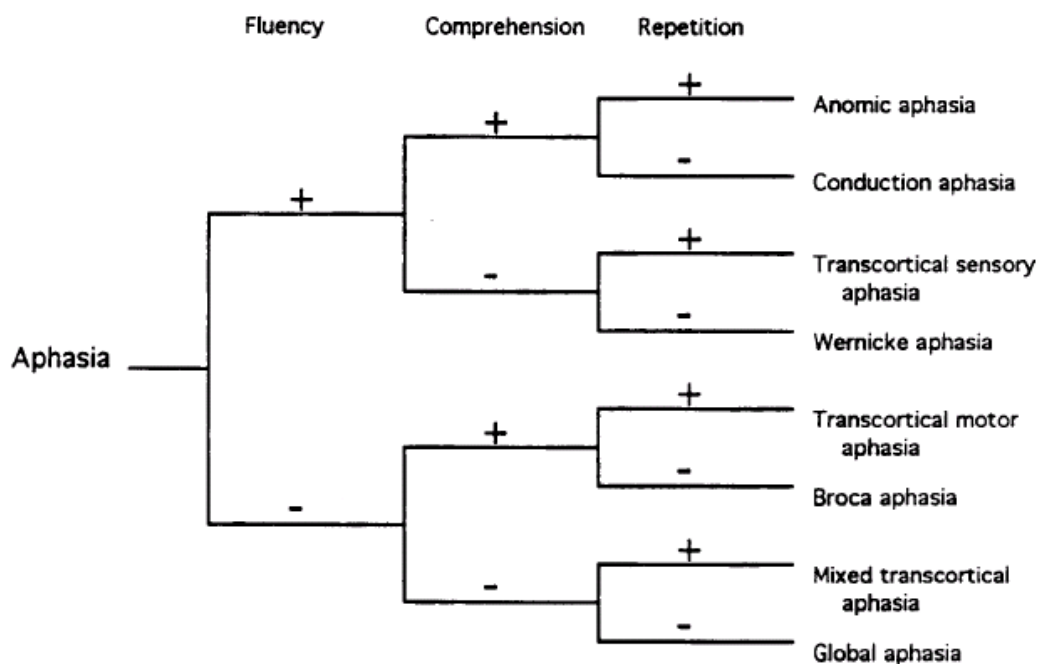 Fluency Comprehension Repetition
+
Anomic aphasia
+
-
Conduction aphasia
+
+
Transcortical sensory
aphasia
-
-
Wernicke aphasia
Aphasia
+
Transcortical motor
aphasia
+
-
Broca aphasia
-
+
Mixed transcortical
aphasia
-
-
Global aphasia